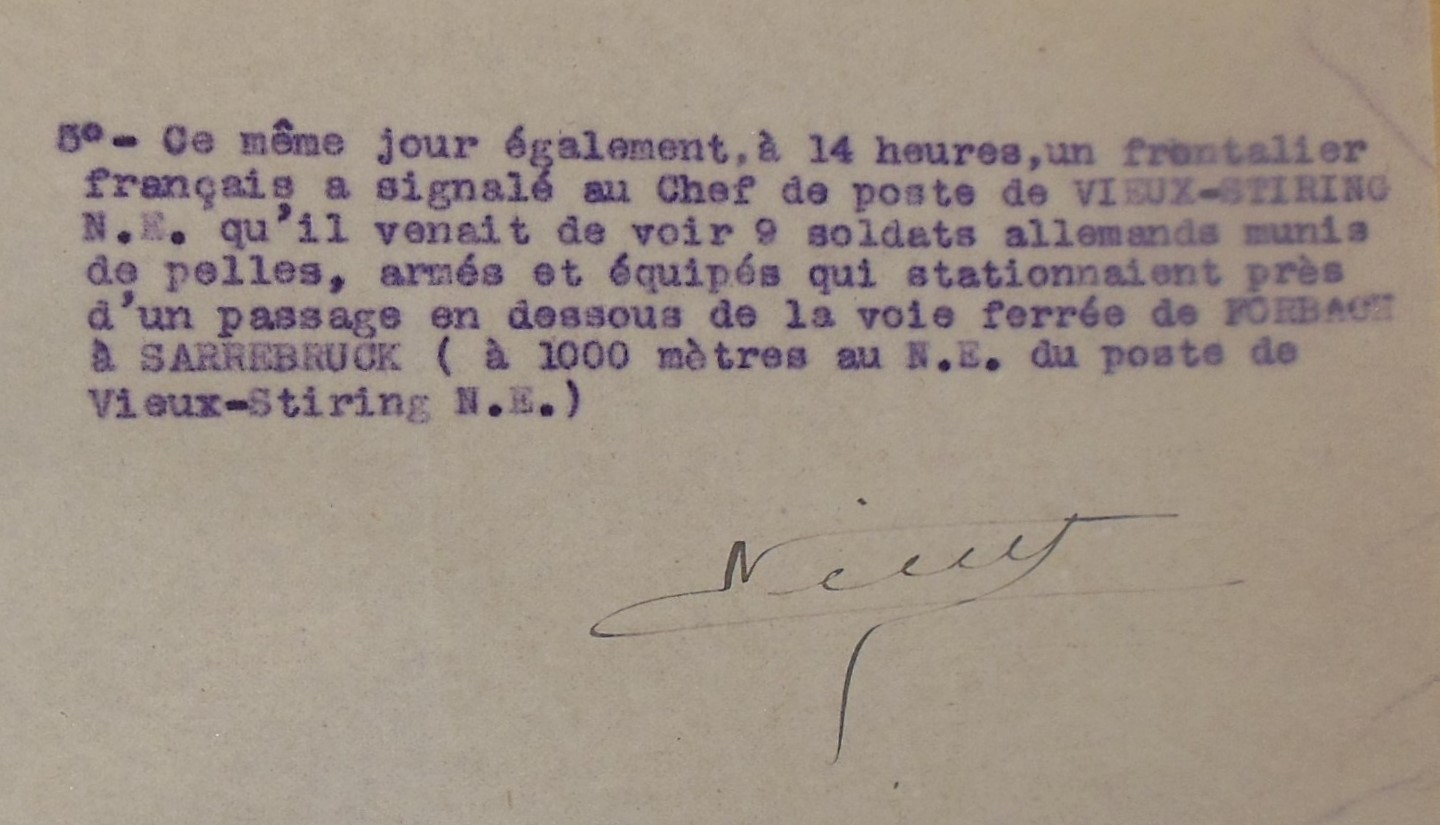 5°- Ce même jour également, à 14 heures, un frontalier
français a signalé au Chef de poste de VIEUX-STIRING
N.E. qu'il venait de voir 9 soldats allemands munis
de pelles, armés et équipés qui stationnaient près
d'un passage en dessous de la voie ferrée de FORBACH
à SARREBRUCK ( à 1000 mètres au N.E. du poste de
Vieux-Stiring N.E.)